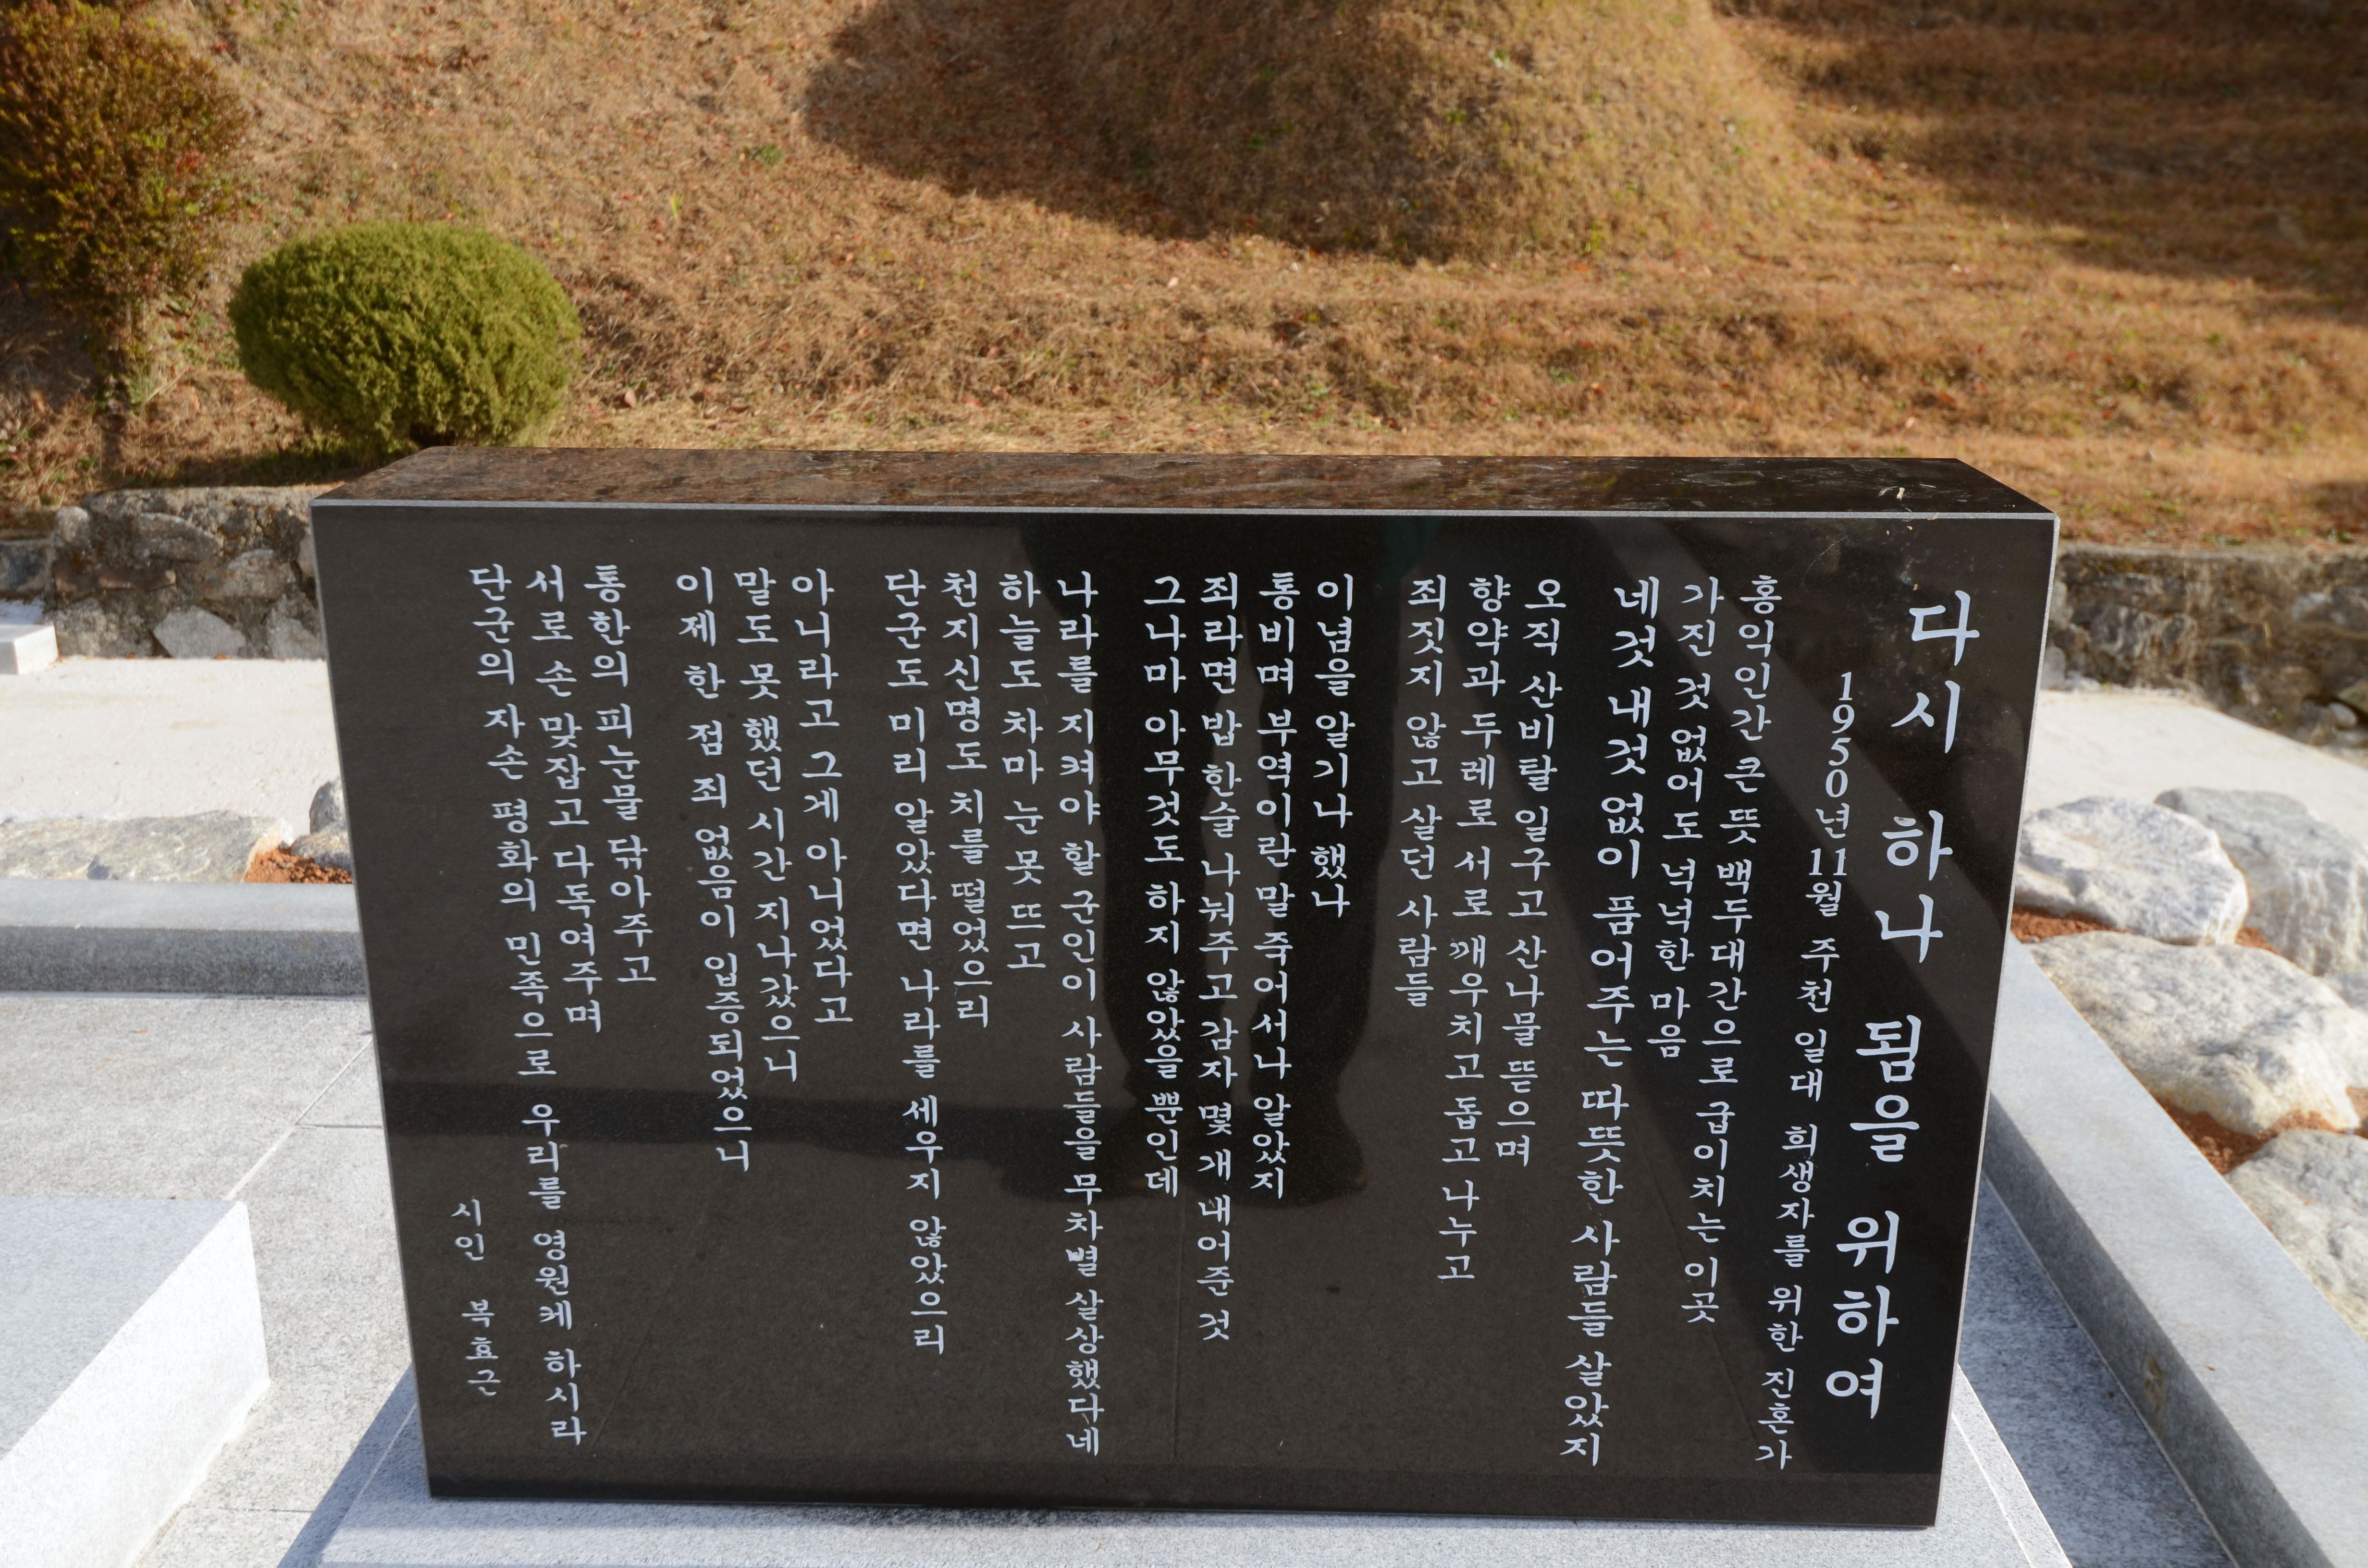 다시 하나 됨을 위하여
1950년 11월 주천 일대 희생자를 위한 진혼가
홍익인간 큰 뜻 백두대간으로 굽이치는 이곳
가진 것 없어도 넉넉한 마음
네것 내것 없이 품어주는 따뜻한 사람들 살았지
오직 산비탈 일구고 산나물 뜯으며
향약과 두레로 서로 깨우치고 돕고 나누고
죄짓지 않고 살던 사람들
이념을 알기나 했나
통비며 부역이란 말 죽어서나 알았지
죄라면 밥 한술 나눠주고 감자 몇 개 내어준 것
그나마 아무것도 하지 않았을 뿐인데
나라를 지켜야 할 군인이 사람들을 무차별 살상했다네
하늘도 차마 눈 못 뜨고
천지신명도 치를 떨었으리
단군도 미리 알았다면 나라를 세우지 않았으리
아니라고 그게 아니었다고
말도 못 했던 시간 지나갔으니
이제 한 점 죄 없음이 입증되었으니
통한의 피눈물 닦아주고
서로 손 맞잡고 다독여주며
단군의 자손 평화의 민족으로 우리를 영원케 하시라
시인 복효근